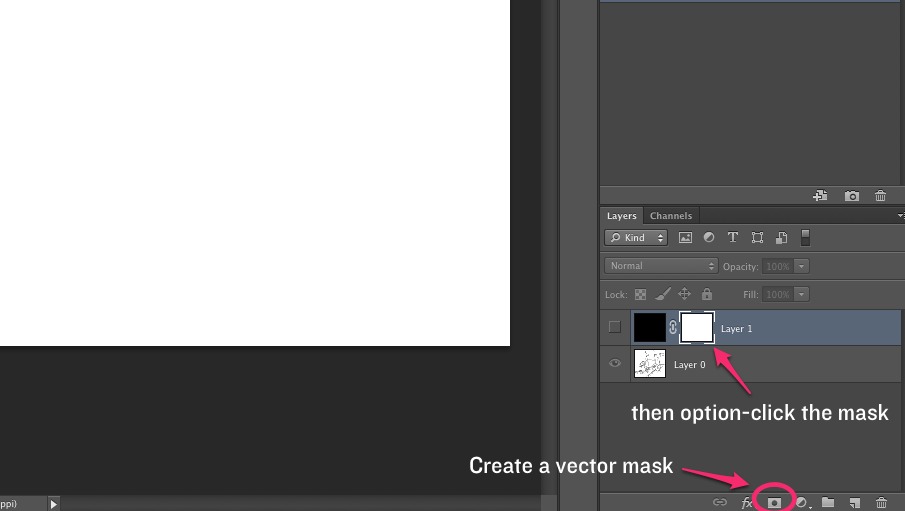 Layers Channels
Kind
Normal Opacity: 100%
Lock: Fill: 100%
Layer 1
Layer 0
then option-click the mask
Create a vector mask
ppi) fx